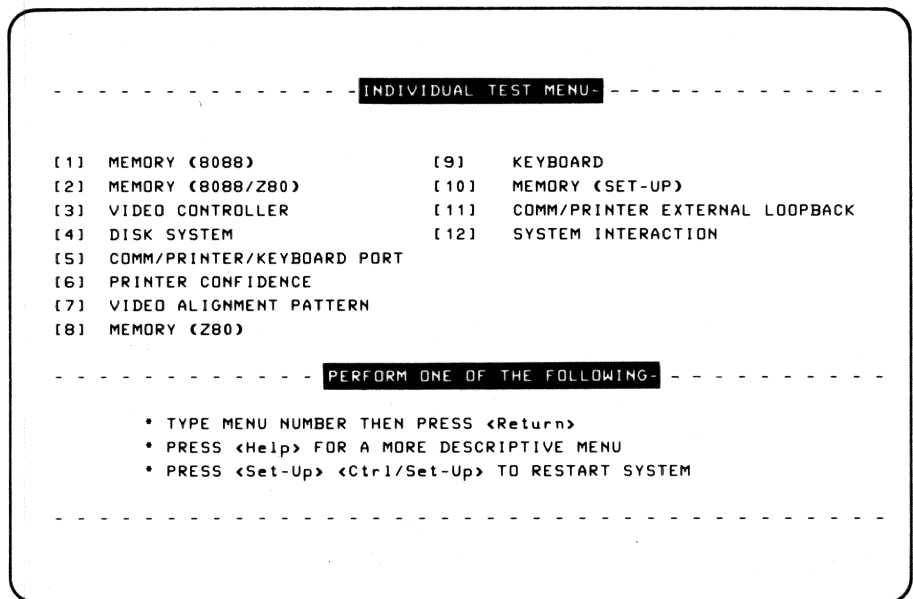 - - - - - - - - - - - - - -INDIVIDUAL TEST MENU- - - - - - - - - - - - - -
[1] MEMORY (8088) [9] KEYBOARD
[2] MEMORY (8088/Z80) [10] MEMORY (SET-UP)
[3] VIDEO CONTROLLER [11] COMM/PRINTER EXTERNAL LOOPBACK
[4] DISK SYSTEM [12] SYSTEM INTERACTION
[5] COMM/PRINTER/KEYBOARD PORT
[6] PRINTER CONFIDENCE
[7] VIDEO ALIGNMENT PATTERN
[8] MEMORY (Z80)
- - - - - - - - - - - - PERFORM ONE OF THE FOLLOWING- - - - - - - - - - -
* TYPE MENU NUMBER THEN PRESS <Return>
* PRESS <Help> FOR A MORE DESCRIPTIVE MENU
* PRESS <Set-Up> <Ctrl/Set-Up> TO RESTART SYSTEM